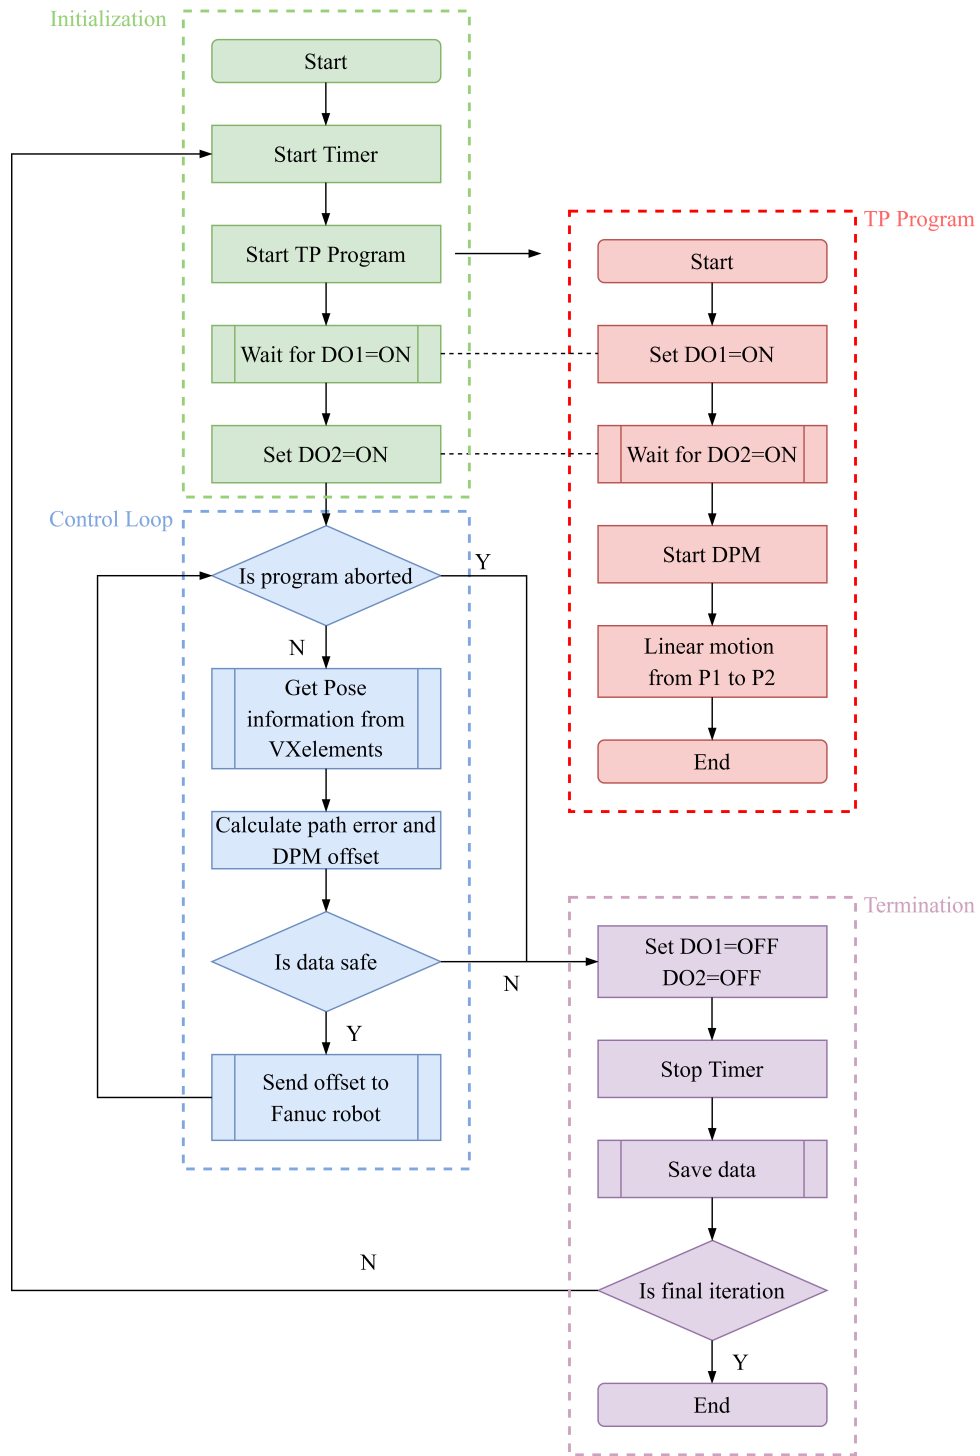 Initialization
Start
Start Timer
Start TP Program
Wait for DO1=ON
Set DO2=ON
TP Program
Start
Set DO1=ON
Wait for DO2=ON
Start DPM
Linear motion
from P1 to P2
End
Control Loop
Is program aborted
Y
N
Get Pose
information from
VXelements
Calculate path error and
DPM offset
Is data safe
N
Y
Send offset to
Fanuc robot
Termination
Set DO1=OFF
DO2=OFF
Stop Timer
Save data
Is final iteration
N
Y
End